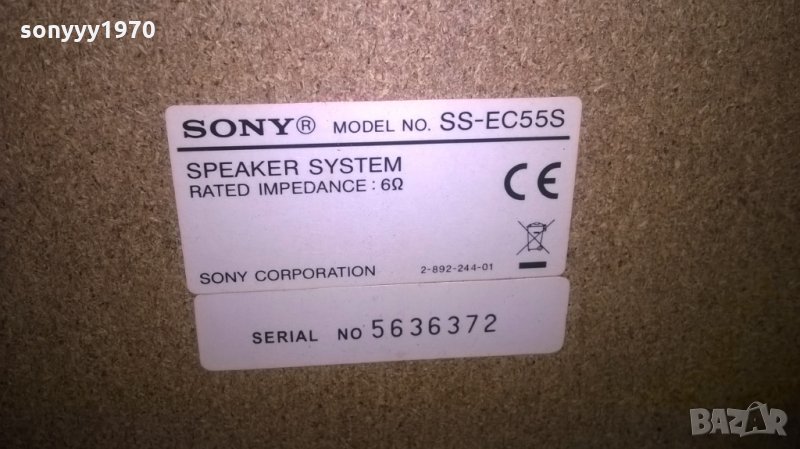 sonyyy1970
SONY® MODEL NO. SS-EC55S
SPEAKER SYSTEM
RATED IMPEDANCE : 6Ω
CE
SONY CORPORATION 2-892-244-01
SERIAL NO 5636372
BAZAR